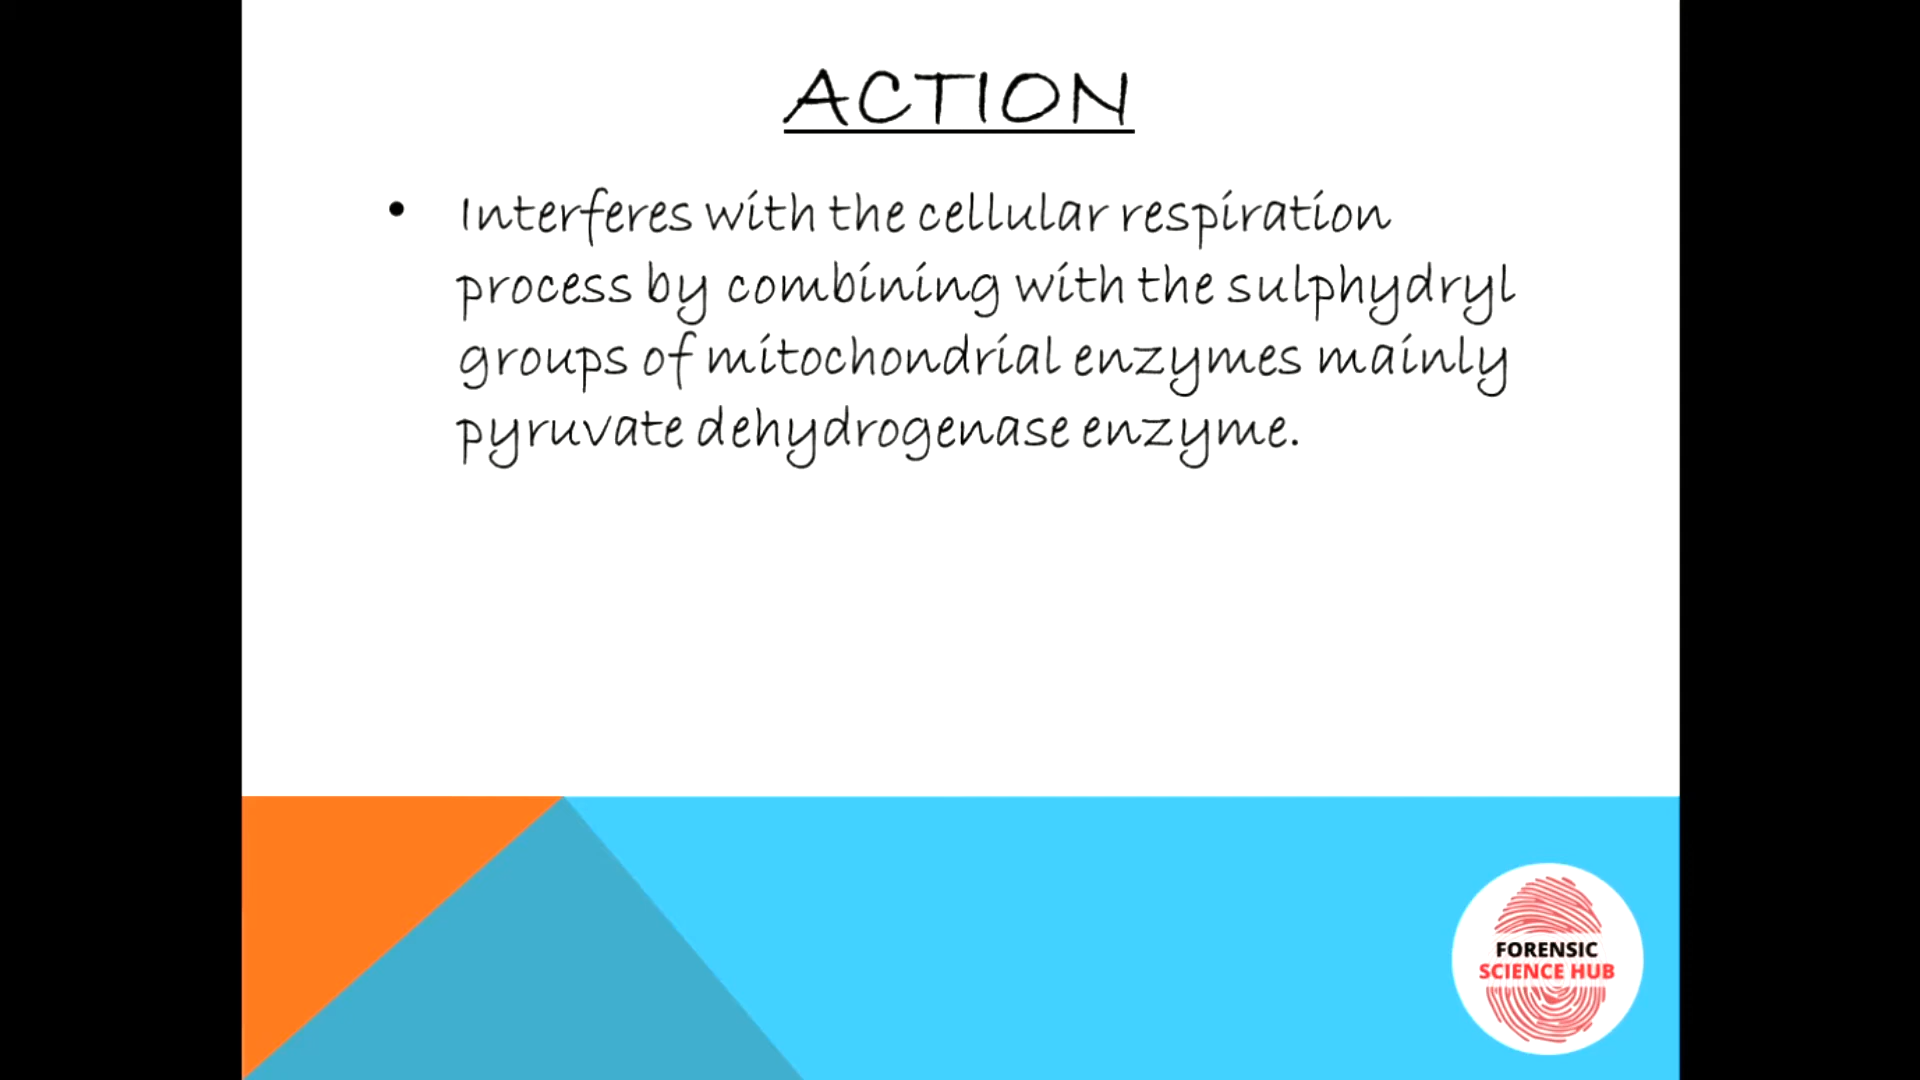 ACTION
• Interferes with the cellular respiration
process by combining with the sulphydryl
groups of mitochondrial enzymes mainly
pyruvate dehydrogenase enzyme.
FORENSIC
SCIENCE HUB